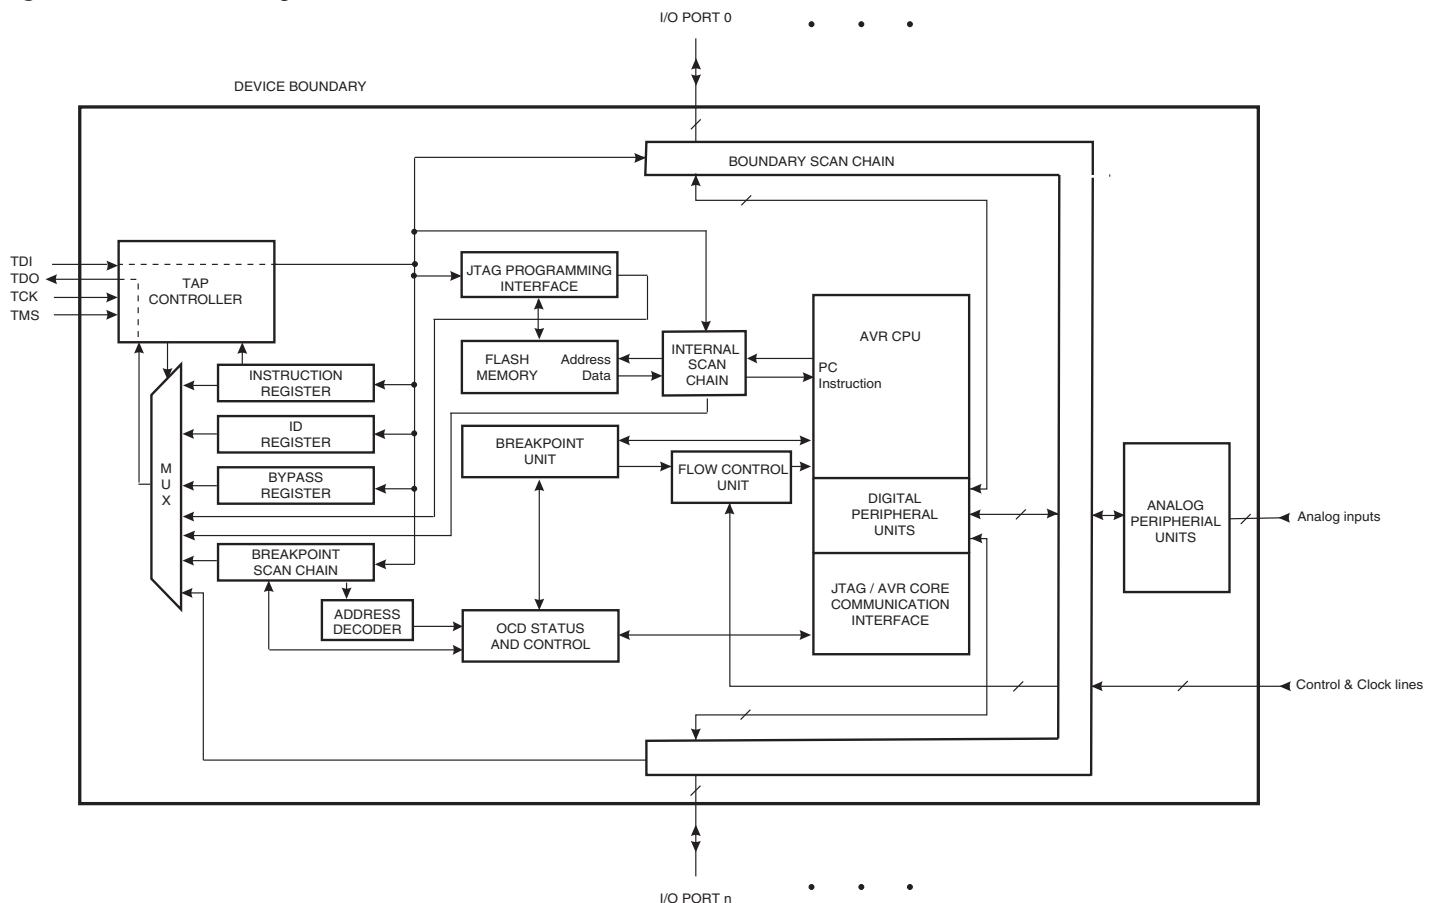 I/O PORT 0
DEVICE BOUNDARY
BOUNDARY SCAN CHAIN
TDI
TDO
TCK
TMS
TAP
CONTROLLER
JTAG PROGRAMMING
INTERFACE
FLASH
MEMORY
Address
Data
INTERNAL
SCAN
CHAIN
AVR CPU
PC
Instruction
INSTRUCTION
REGISTER
ID
REGISTER
BYPASS
REGISTER
M
U
X
BREAKPOINT
UNIT
FLOW CONTROL
UNIT
DIGITAL
PERIPHERAL
UNITS
ANALOG
PERIPHERIAL
UNITS
Analog inputs
BREAKPOINT
SCAN CHAIN
ADDRESS
DECODER
OCD STATUS
AND CONTROL
JTAG / AVR CORE
COMMUNICATION
INTERFACE
Control & Clock lines
I/O PORT n